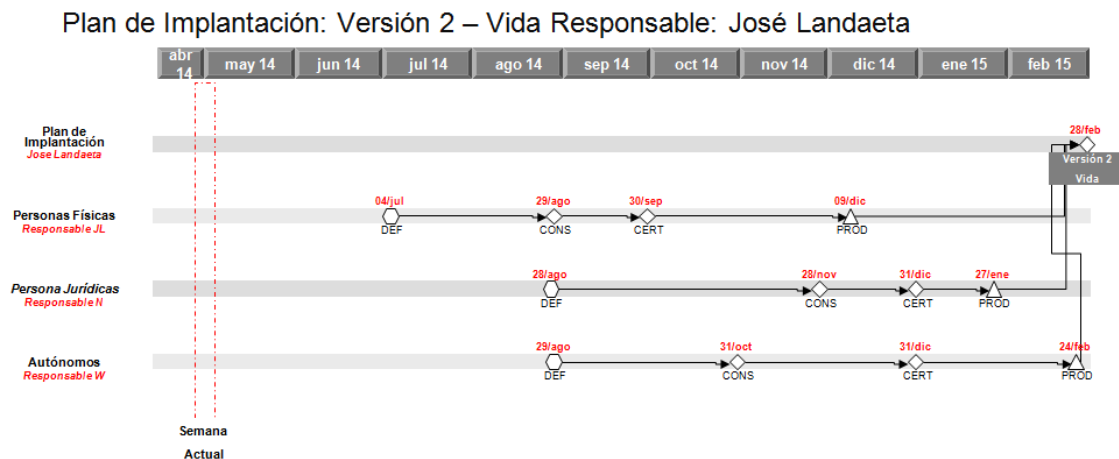 Plan de Implantación: Versión 2 – Vida Responsable: José Landaeta
abr 14
may 14
jun 14
jul 14
ago 14
sep 14
oct 14
nov 14
dic 14
ene 15
feb 15
Plan de
Implantación
Jose Landaeta
28/feb
Versión 2
Vida
Personas Físicas
Responsable JL
04/jul
DEF
29/ago
CONS
30/sep
CERT
09/dic
PROD
Persona Jurídicas
Responsable N
28/ago
DEF
28/nov
CONS
31/dic
CERT
27/ene
PROD
Autónomos
Responsable W
29/ago
DEF
31/oct
CONS
31/dic
CERT
24/feb
PROD
Semana
Actual